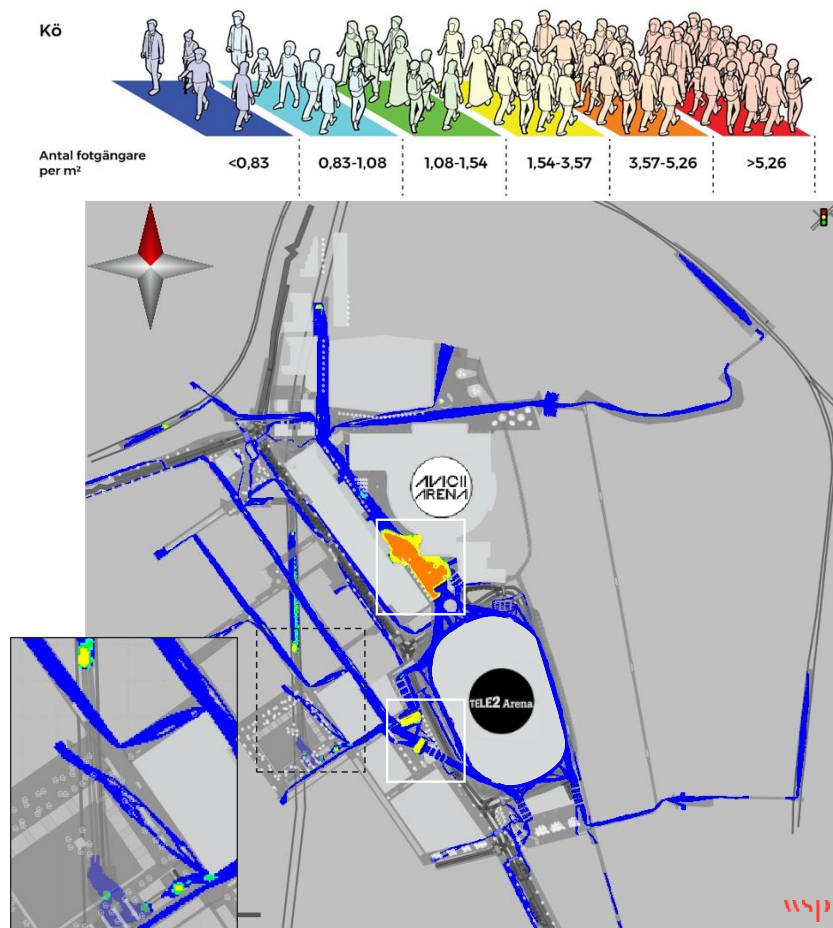 Kö
Antal fotgängare
per m²
<0,83
0,83-1,08
1,08-1,54
1,54-3,57
3,57-5,26
>5,26
AVICII
ARENA
TELE2 Arena
wsp